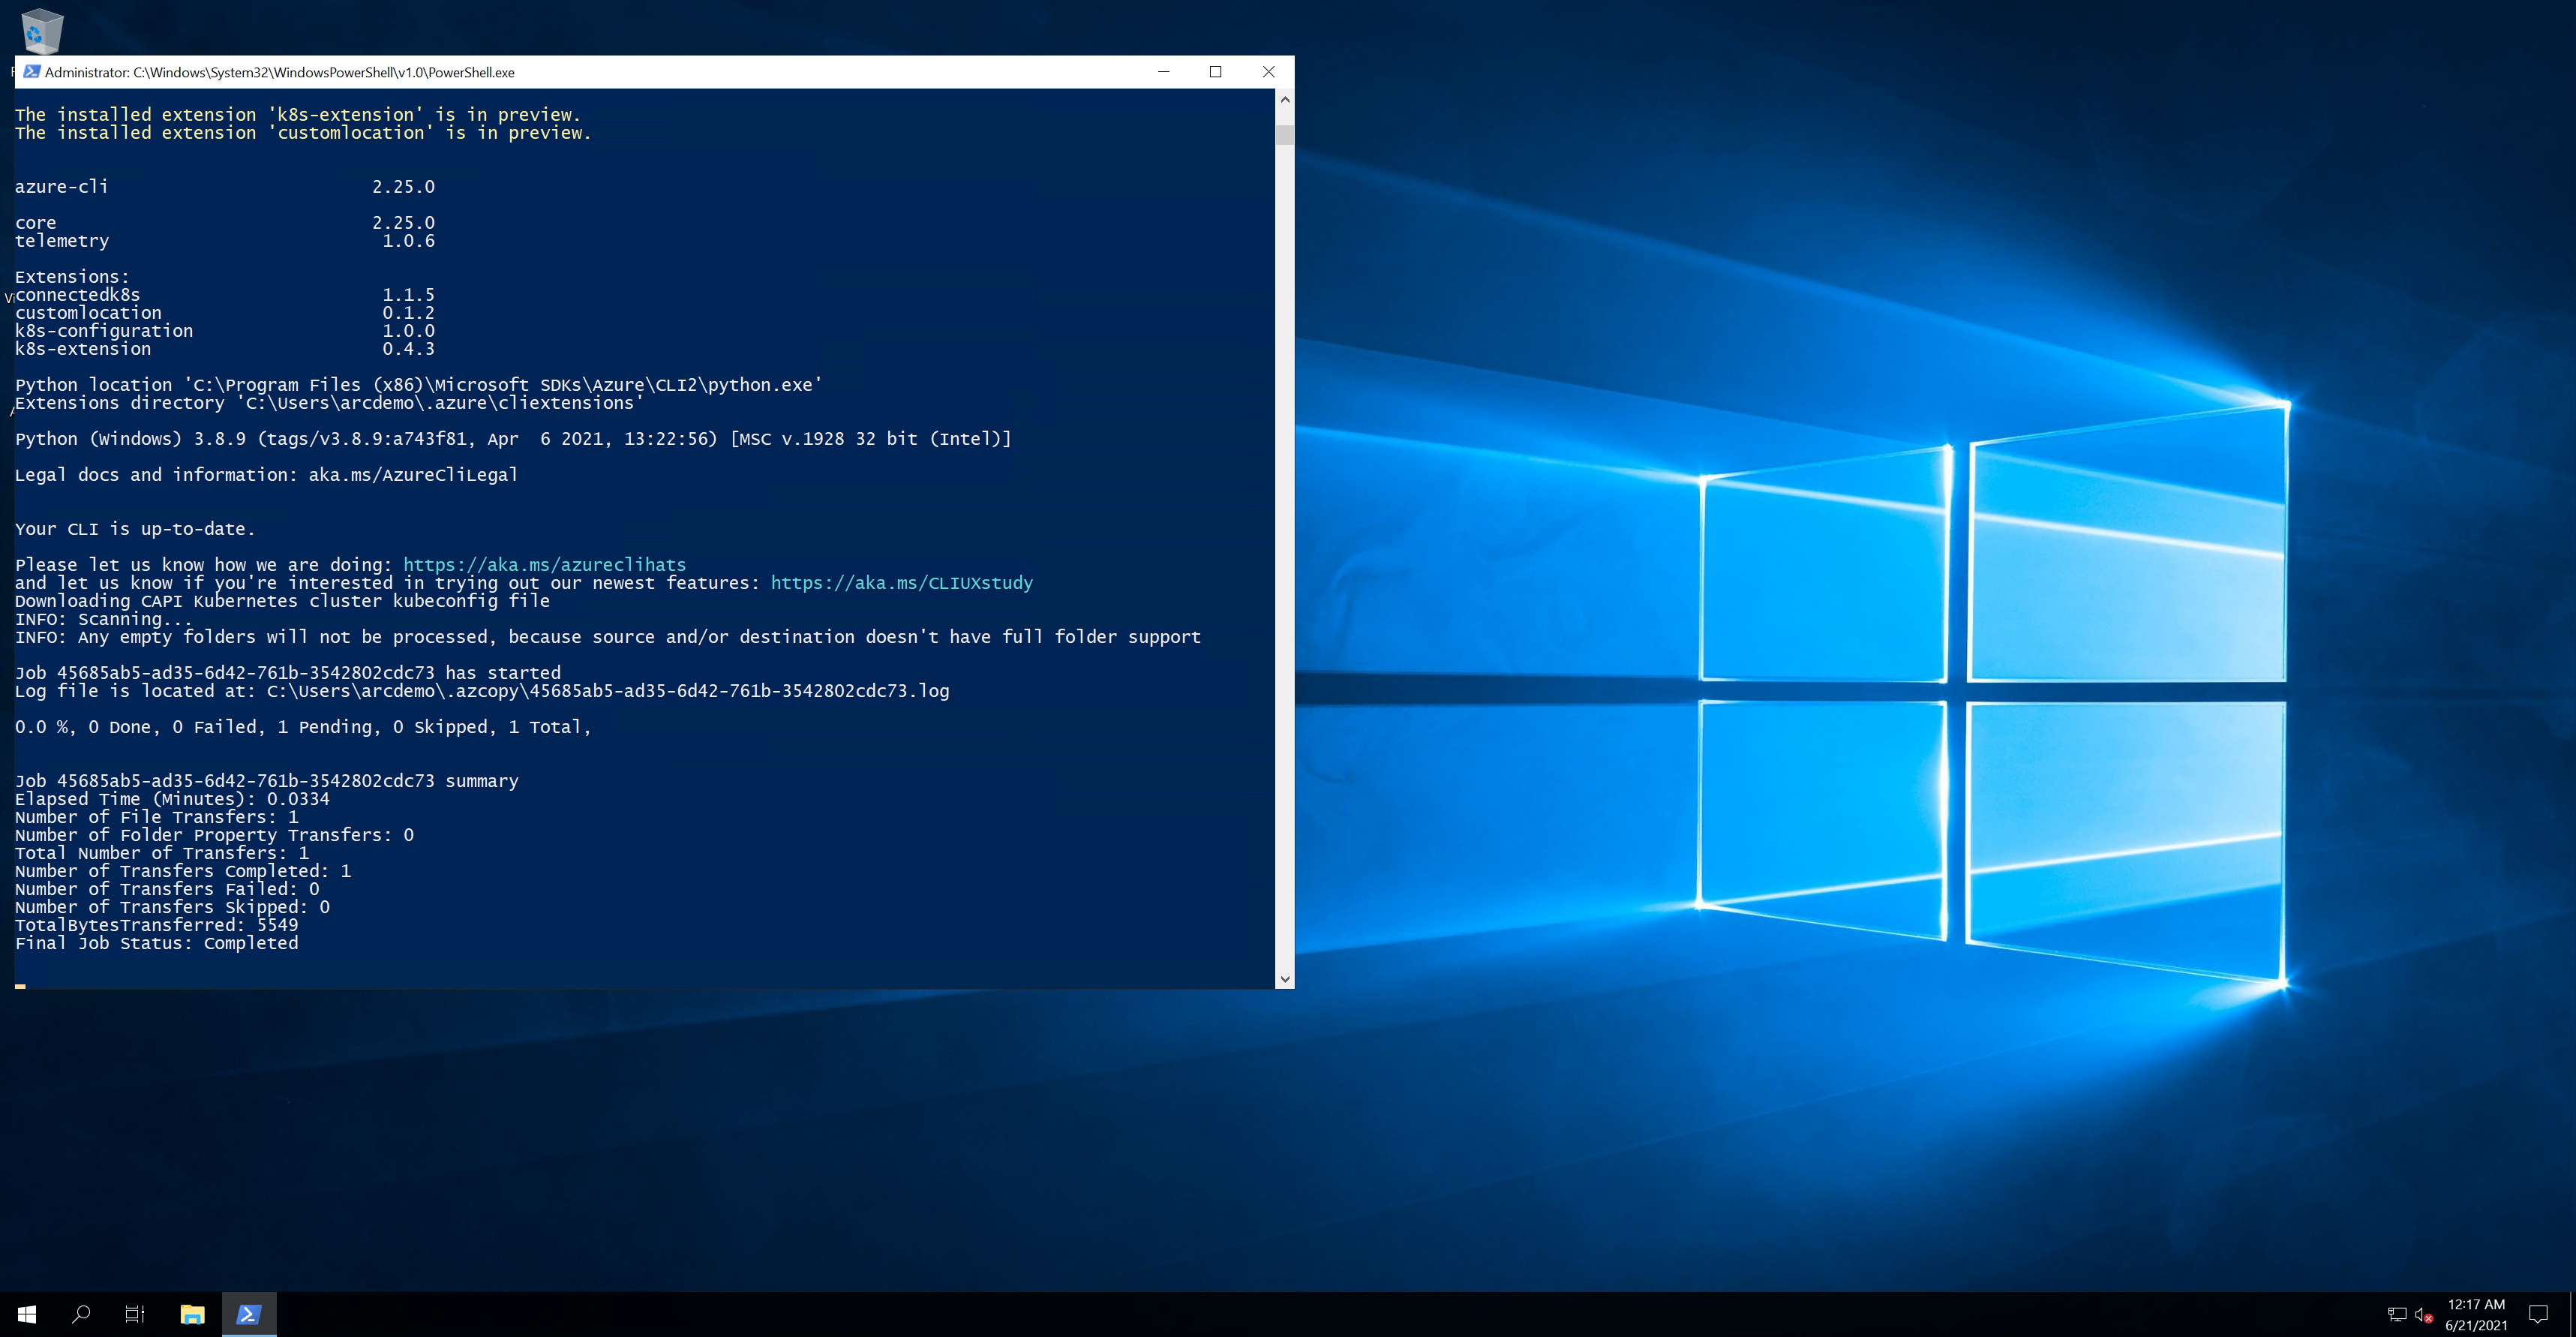 Administrator: C:\Windows\System32\WindowsPowerShell\v1.0\PowerShell.exe
The installed extension 'k8s-extension' is in preview.
The installed extension 'customlocation' is in preview.
azure-cli 2.25.0
core 2.25.0
telemetry 1.0.6
Extensions:
connectedk8s 1.1.5
customlocation 0.1.2
k8s-configuration 1.0.0
k8s-extension 0.4.3
Python location 'C:\Program Files (x86)\Microsoft SDKs\Azure\CLI2\python.exe'
Extensions directory 'C:\Users\arcdemo\.azure\cliextensions'
Python (Windows) 3.8.9 (tags/v3.8.9:a743f81, Apr  6 2021, 13:22:56) [MSC v.1928 32 bit (Intel)]
Legal docs and information: aka.ms/AzureCliLegal
Your CLI is up-to-date.
Please let us know how we are doing: https://aka.ms/azureclihats
and let us know if you're interested in trying out our newest features: https://aka.ms/CLIUXstudy
Downloading CAPI Kubernetes cluster kubeconfig file
INFO: Scanning...
INFO: Any empty folders will not be processed, because source and/or destination doesn't have full folder support
Job 45685ab5-ad35-6d42-761b-3542802cdc73 has started
Log file is located at: C:\Users\arcdemo\.azcopy\45685ab5-ad35-6d42-761b-3542802cdc73.log
0.0 %, 0 Done, 0 Failed, 1 Pending, 0 Skipped, 1 Total,
Job 45685ab5-ad35-6d42-761b-3542802cdc73 summary
Elapsed Time (Minutes): 0.0334
Number of File Transfers: 1
Number of Folder Property Transfers: 0
Total Number of Transfers: 1
Number of Transfers Completed: 1
Number of Transfers Failed: 0
Number of Transfers Skipped: 0
TotalBytesTransferred: 5549
Final Job Status: Completed
12:17 AM
6/21/2021